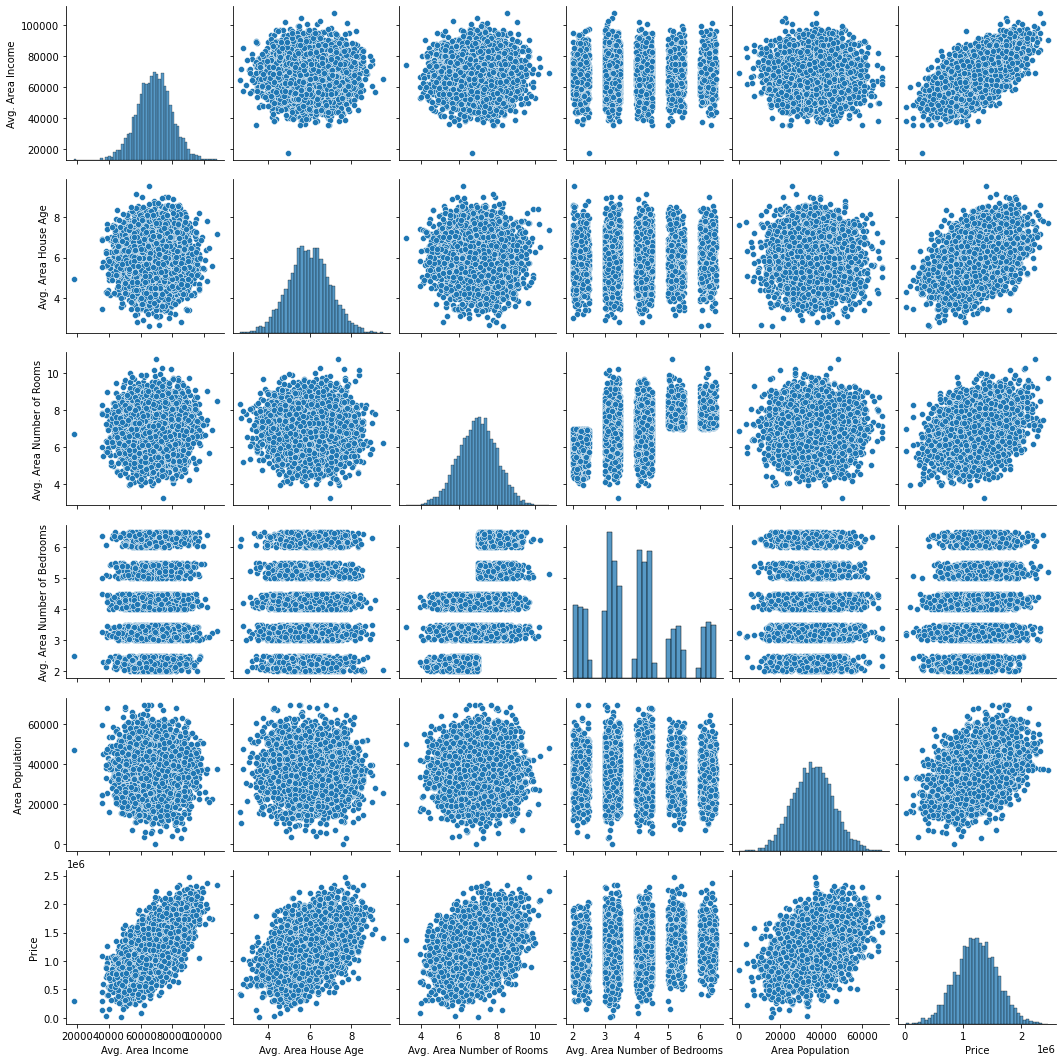 100000
80000
60000
40000
20000
Avg. Area Income
8
6
4
Avg. Area House Age
10
8
6
4
Avg. Area Number of Rooms
6
5
4
3
2
Avg. Area Number of Bedrooms
60000
40000
20000
0
Area Population
1e6
2.5
2.0
1.5
1.0
0.5
0.0
Price
20000 40000 60000 80000 100000
Avg. Area Income
4 6 8
Avg. Area House Age
4 6 8 10
Avg. Area Number of Rooms
2 3 4 5 6
Avg. Area Number of Bedrooms
0 20000 40000 60000
Area Population
0 1 2
1e6
Price